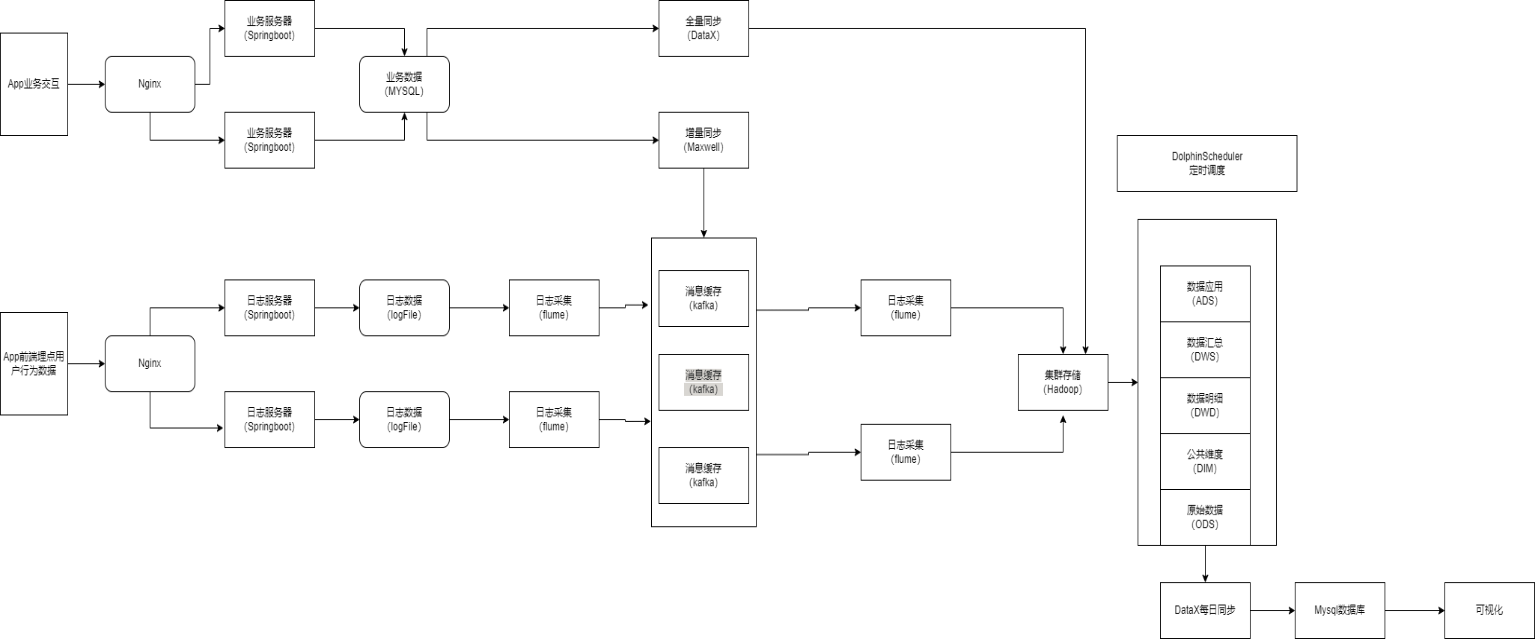 App业务交互
Nginx
业务服务器
(Springboot)
业务服务器
(Springboot)
业务数据
(MYSQL)
全量同步
(DataX)
增量同步
(Maxwell)
App前端埋点用
户行为数据
Nginx
日志服务器
(Springboot)
日志数据
(logFile)
日志采集
(flume)
日志服务器
(Springboot)
日志数据
(logFile)
日志采集
(flume)
消息缓存
(kafka)
消息缓存
(kafka)
消息缓存
(kafka)
日志采集
(flume)
日志采集
(flume)
集群存储
(Hadoop)
DolphinScheduler
定时调度
数据应用
(ADS)
数据汇总
(DWS)
数据明细
(DWD)
公共维度
(DIM)
原始数据
(ODS)
DataX每日同步
Mysql数据库
可视化